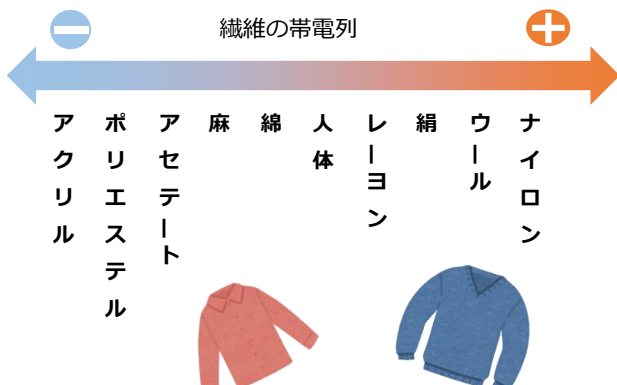 繊維の帯電列
アクリル
ポリエステル
アセテート
麻
綿
人体
レーヨン
絹
ウール
ナイロン